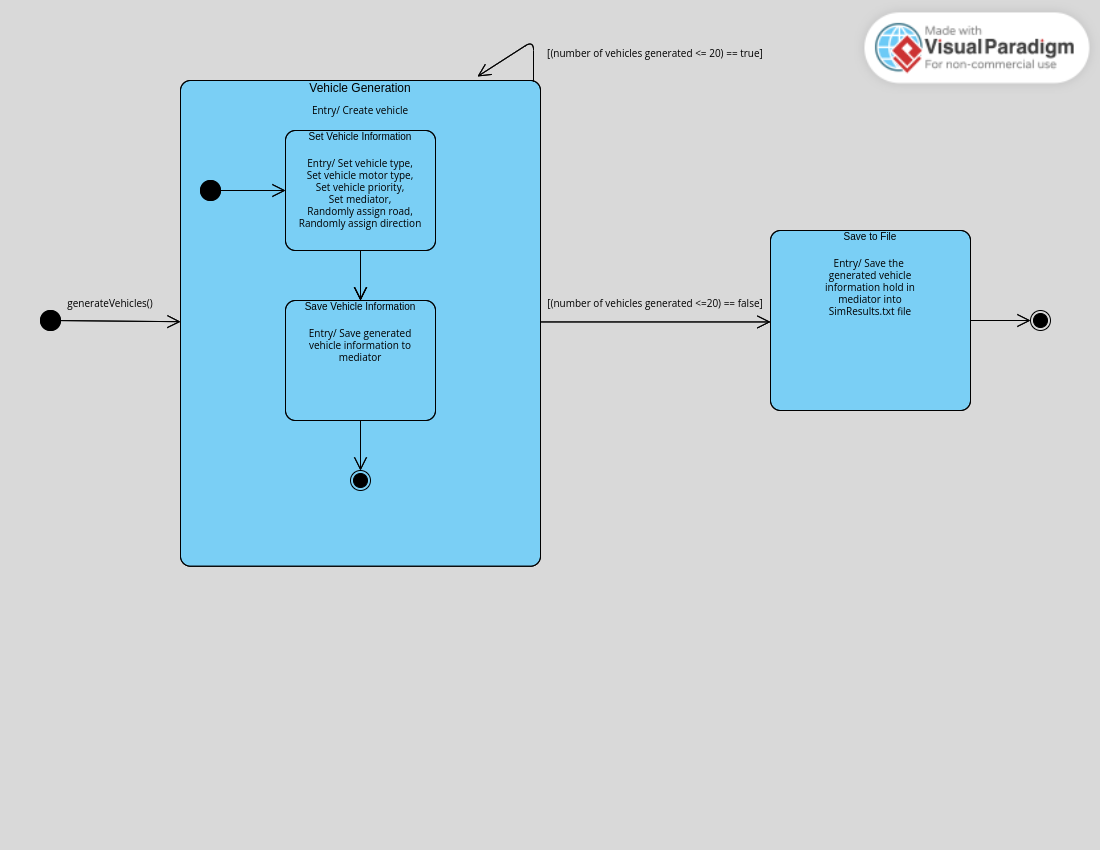 Made with
Visual Paradigm
For non-commercial use
[(number of vehicles generated <= 20) == true]
Vehicle Generation
Entry/ Create vehicle
Set Vehicle Information
Entry/ Set vehicle type,
Set vehicle motor type,
Set vehicle priority,
Set mediator,
Randomly assign road,
Randomly assign direction
generateVehicles()
Save Vehicle Information
Entry/ Save generated
vehicle information to
mediator
[(number of vehicles generated <=20) == false]
Save to File
Entry/ Save the
generated vehicle
information hold in
mediator into
SimResults.txt file